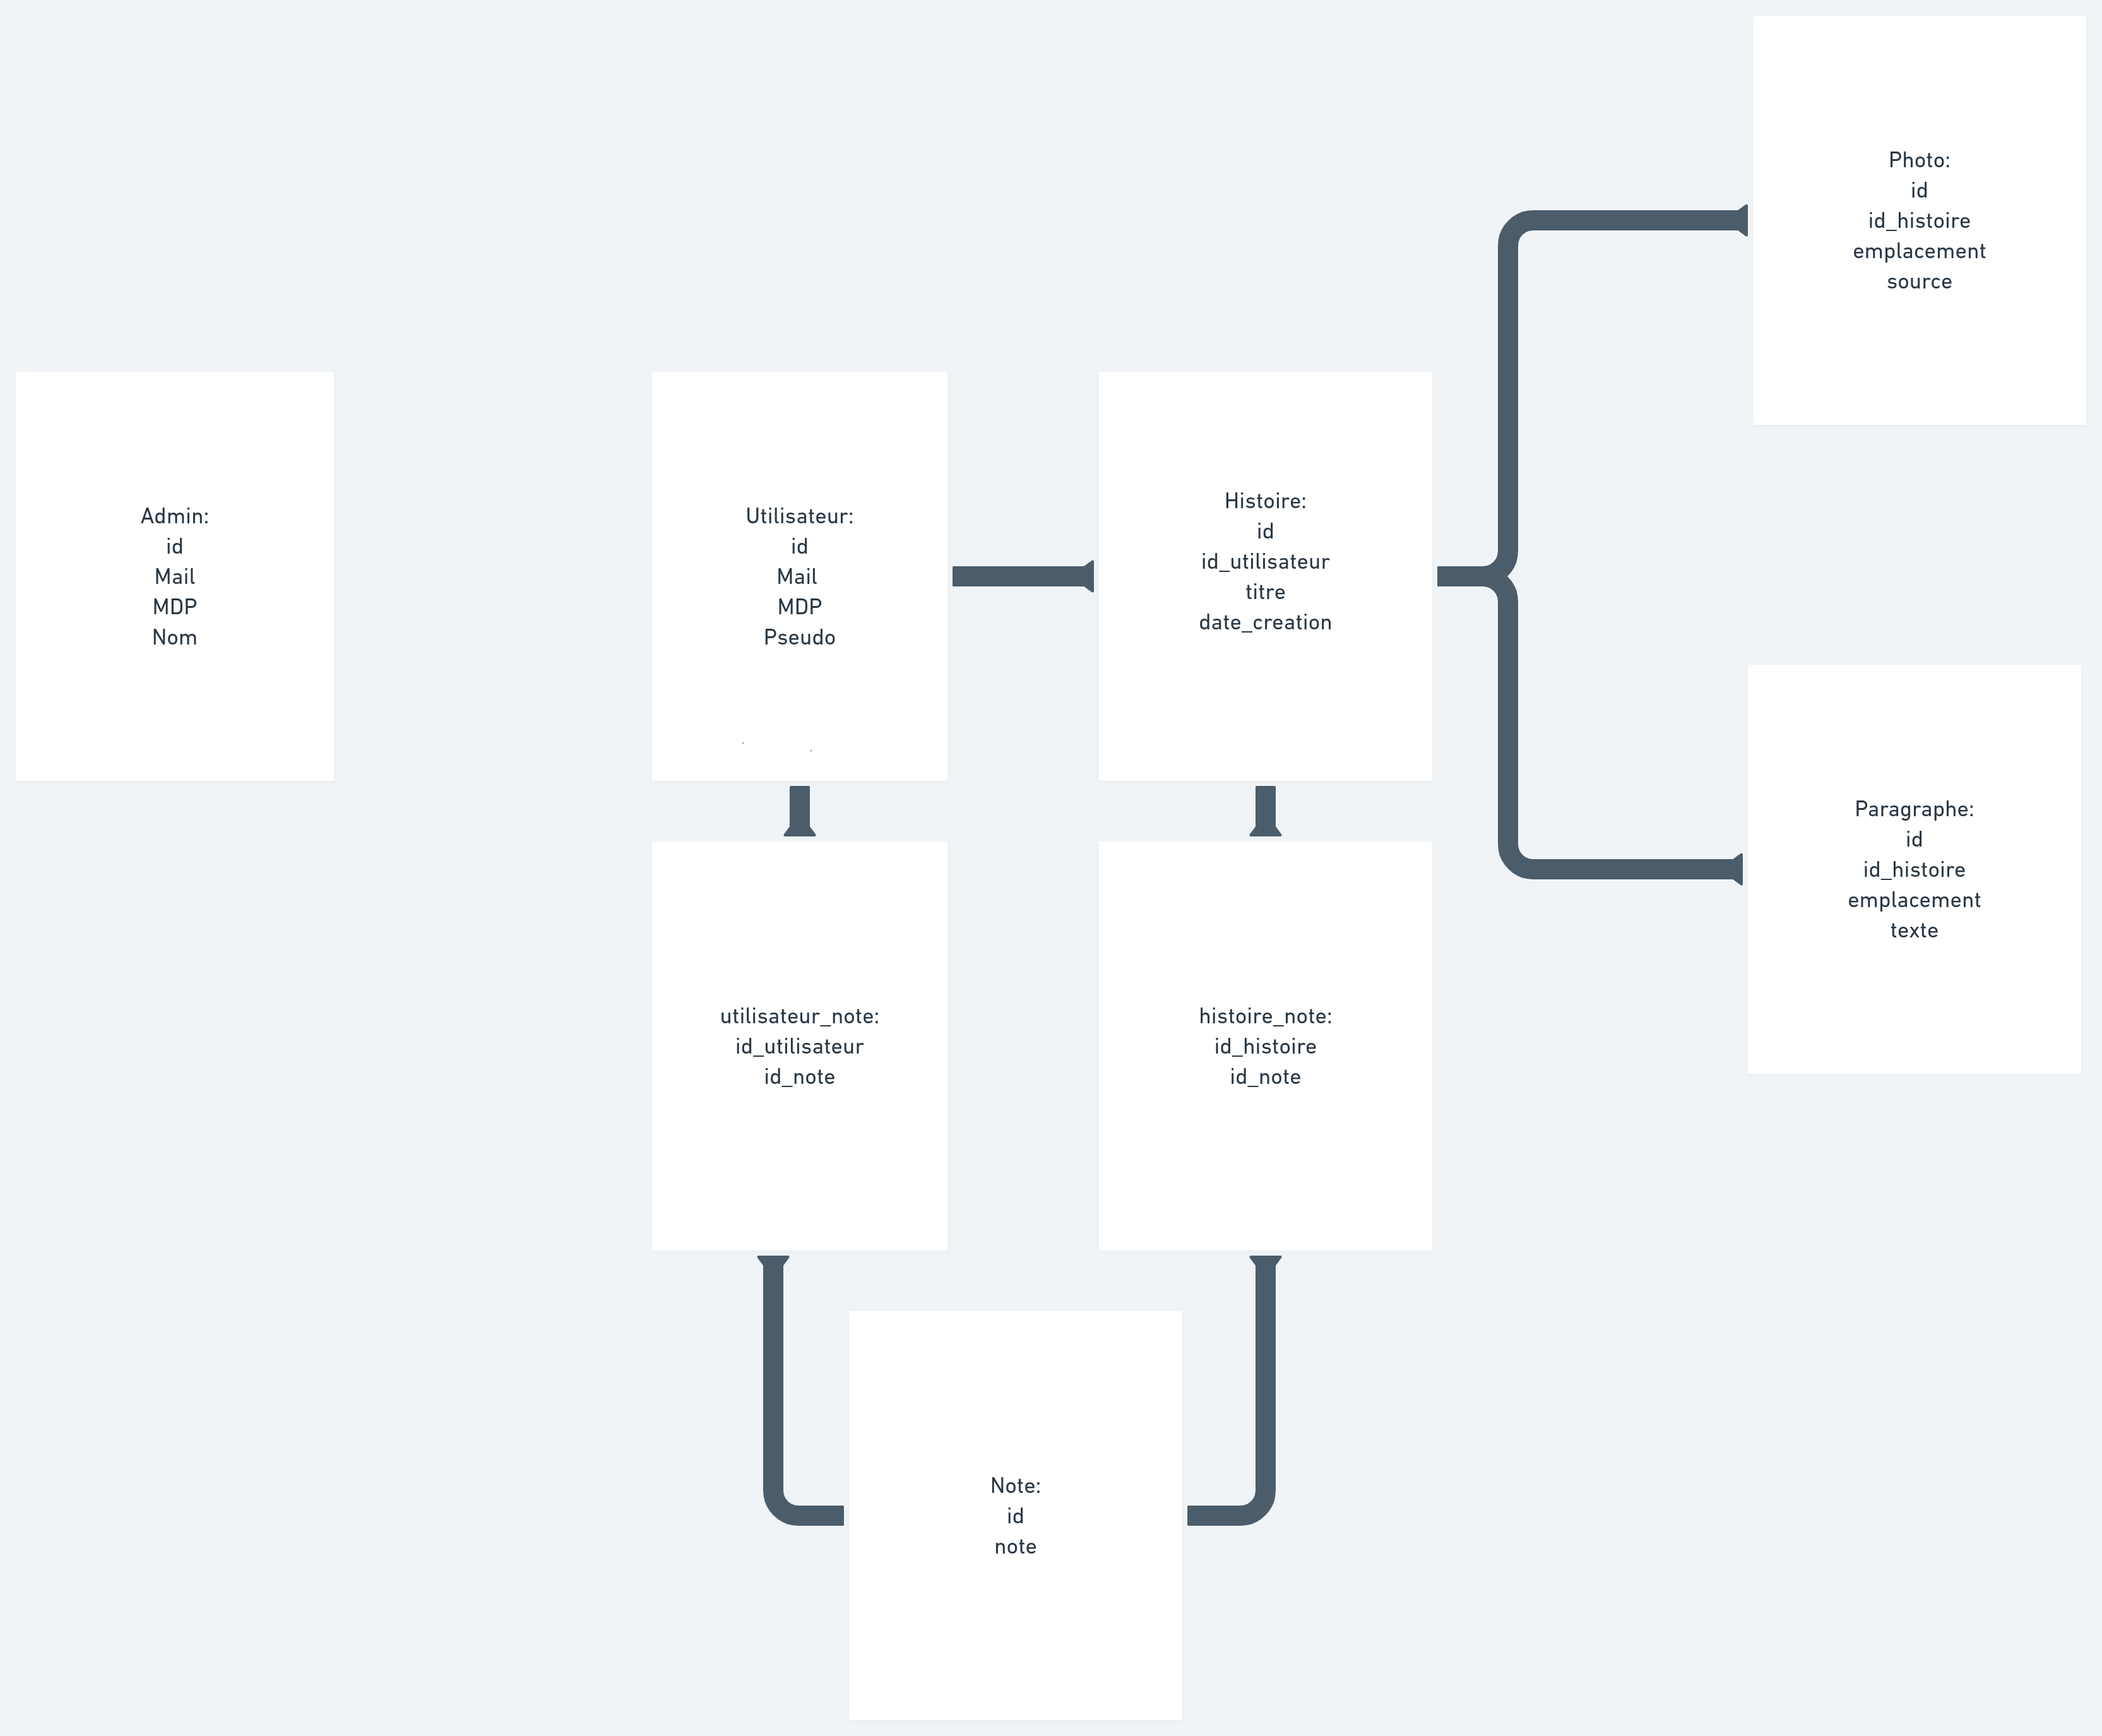 Photo:
id
id_histoire
emplacement
source
Admin:
id
Mail
MDP
Nom
Utilisateur:
id
Mail
MDP
Pseudo
Histoire:
id
id_utilisateur
titre
date_creation
Paragraphe:
id
id_histoire
emplacement
texte
utilisateur_note:
id_utilisateur
id_note
histoire_note:
id_histoire
id_note
Note:
id
note